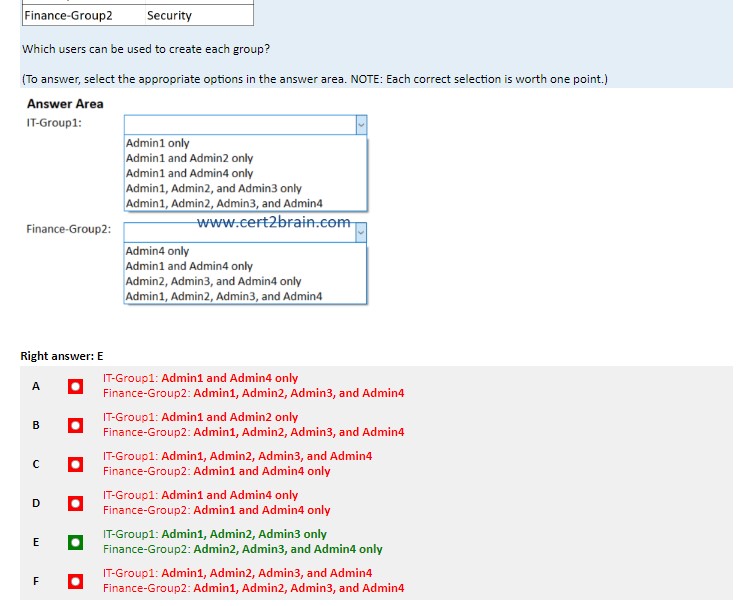 Finance-Group2 Security
Which users can be used to create each group?
(To answer, select the appropriate options in the answer area. NOTE: Each correct selection is worth one point.)
Answer Area
IT-Group1:
Admin1 only
Admin1 and Admin2 only
Admin1 and Admin4 only
Admin1, Admin2, and Admin3 only
Admin1, Admin2, Admin3, and Admin4
www.cert2brain.com
Finance-Group2:
Admin4 only
Admin1 and Admin4 only
Admin2, Admin3, and Admin4 only
Admin1, Admin2, Admin3, and Admin4
Right answer: E
A IT-Group1: Admin1 and Admin4 only
Finance-Group2: Admin1, Admin2, Admin3, and Admin4
B IT-Group1: Admin1 and Admin2 only
Finance-Group2: Admin1, Admin2, Admin3, and Admin4
C IT-Group1: Admin1, Admin2, Admin3, and Admin4
Finance-Group2: Admin1 and Admin4 only
D IT-Group1: Admin1 and Admin4 only
Finance-Group2: Admin1 and Admin4 only
E IT-Group1: Admin1, Admin2, Admin3 only
Finance-Group2: Admin2, Admin3, and Admin4 only
F IT-Group1: Admin1, Admin2, Admin3, and Admin4
Finance-Group2: Admin1, Admin2, Admin3, and Admin4